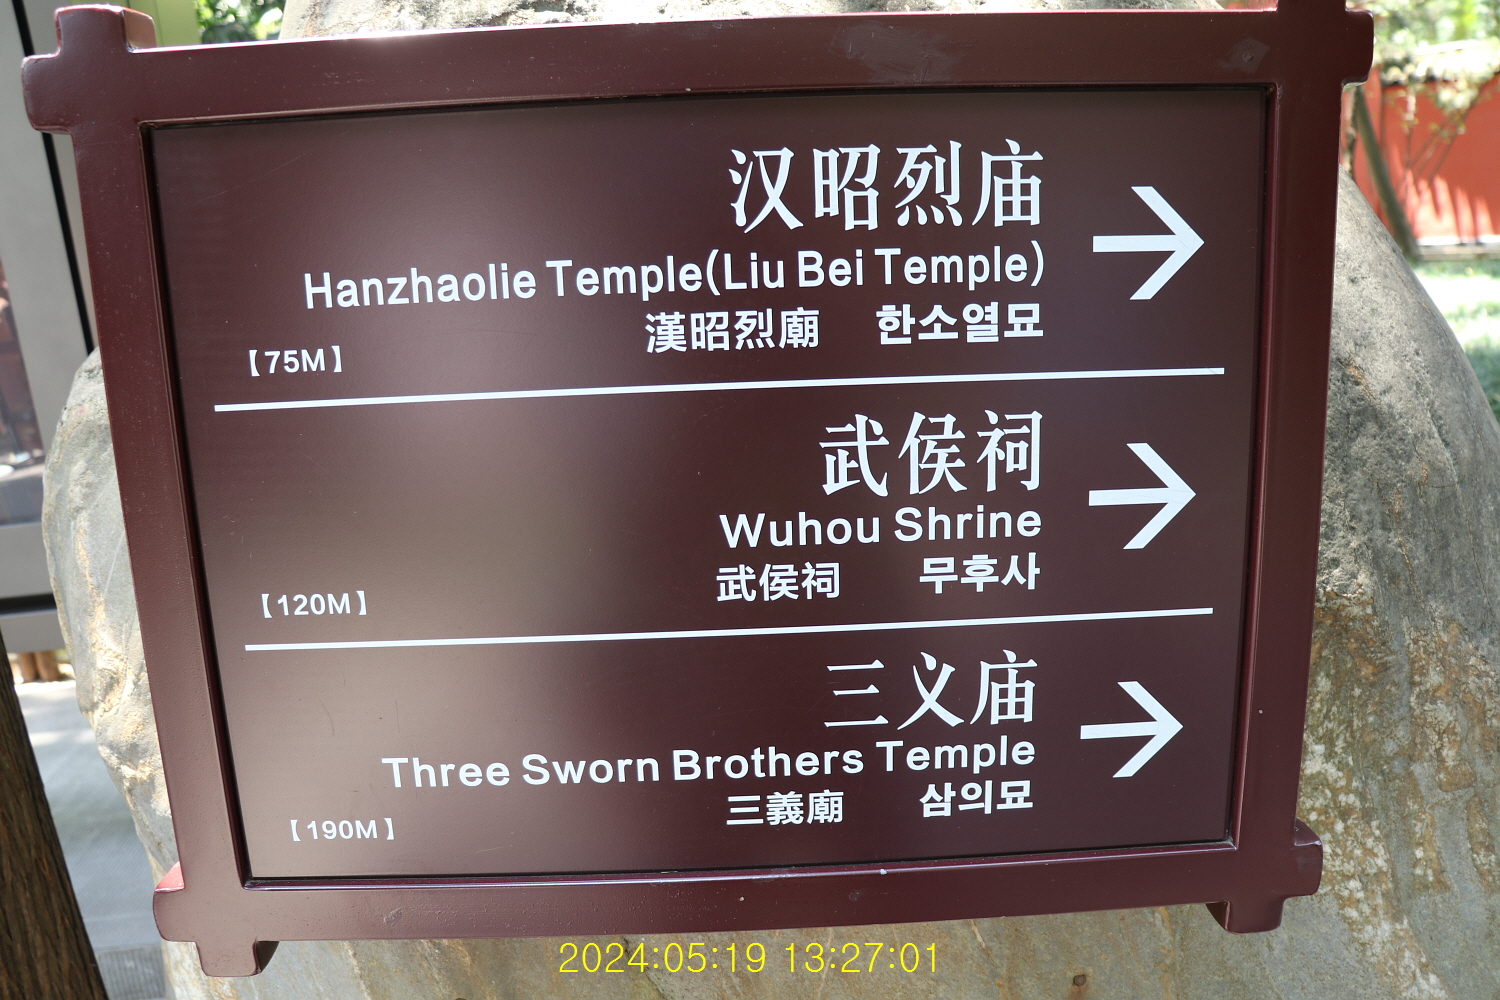 汉昭烈庙
Hanzhaolie Temple(Liu Bei Temple)
漢昭烈廟 한소열묘
【75M】
武侯祠
Wuhou Shrine
武侯祠 무후사
【120M】
三义庙
Three Sworn Brothers Temple
三義廟 삼의묘
【190M】
2024:05:19 13:27:01